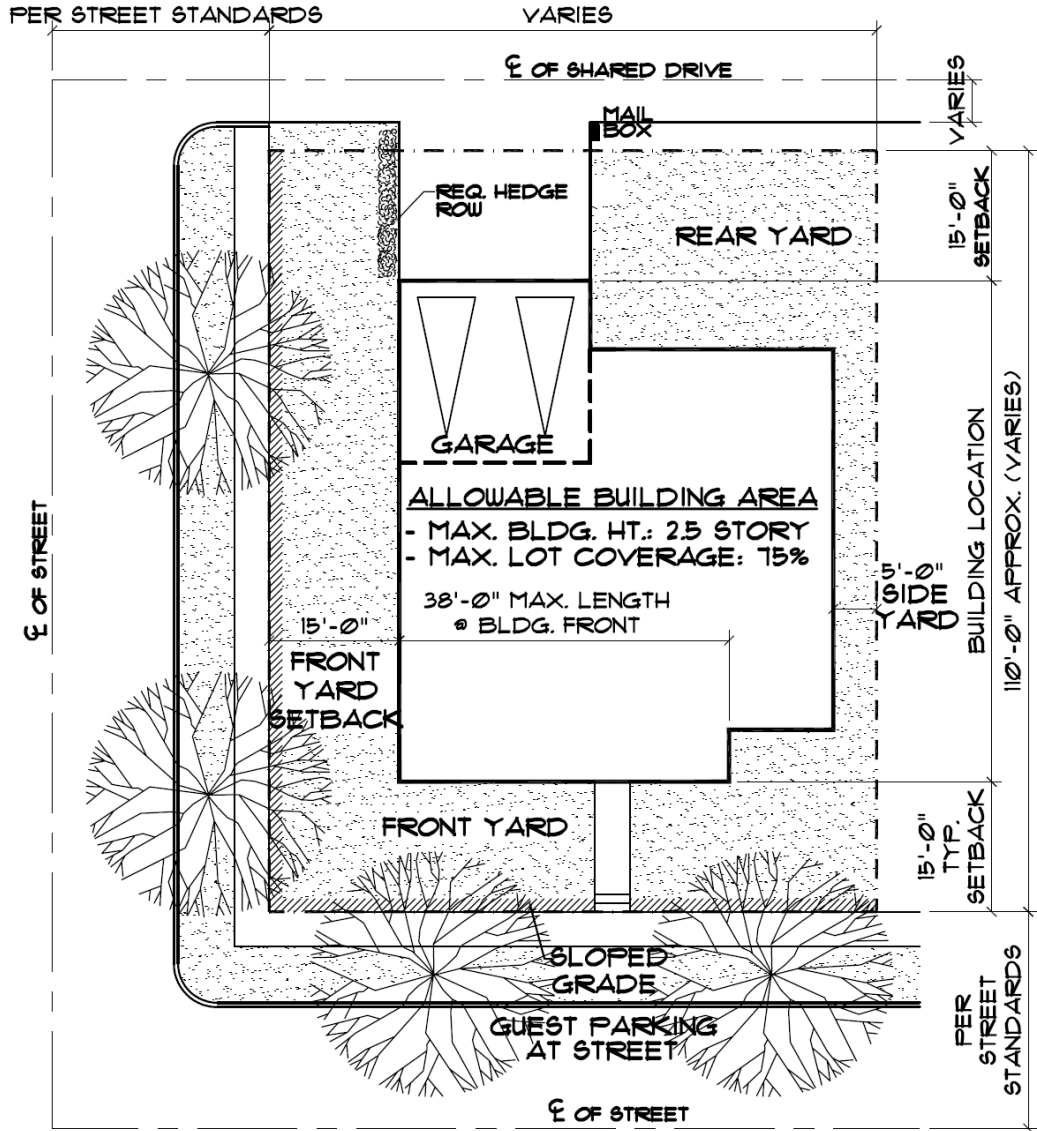 PER STREET STANDARDS
VARIES
℄ OF SHARED DRIVE
VARIES
MAIL
BOX
REQ. HEDGE
ROW
REAR YARD
15'-0"
SETBACK
GARAGE
ALLOWABLE BUILDING AREA
- MAX. BLDG. HT.: 2.5 STORY
- MAX. LOT COVERAGE: 75%
38'-0" MAX. LENGTH
@ BLDG. FRONT
15'-0"
FRONT
YARD
SETBACK
5'-0"
SIDE
YARD
BUILDING LOCATION
110'-0" APPROX. (VARIES)
℄ OF STREET
FRONT YARD
15'-0"
TYP.
SETBACK
SLOPED
GRADE
GUEST PARKING
AT STREET
PER
STREET
STANDARDS
℄ OF STREET